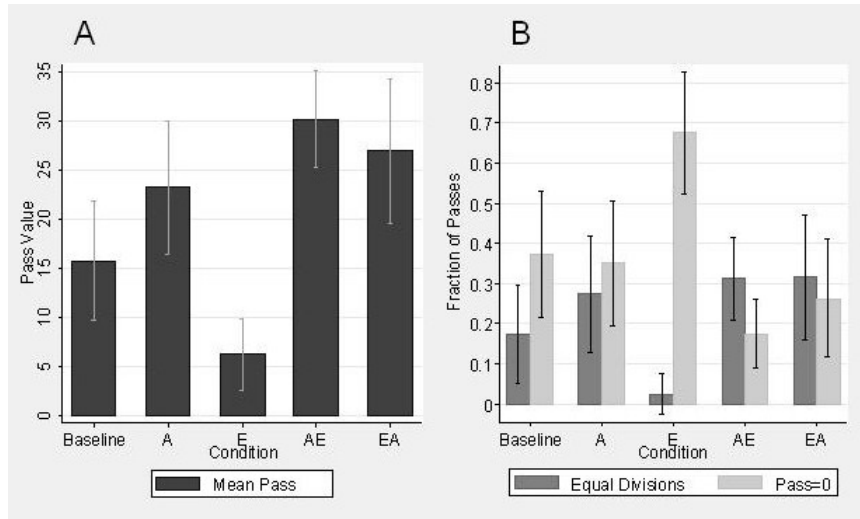 A
35
30
25
20
15
10
5
0
Pass Value
Baseline A E AE EA
Condition
Mean Pass
B
0.8
0.7
0.6
0.5
0.4
0.3
0.2
0.1
0
Fraction of Passes
Baseline A E AE EA
Condition
Equal Divisions Pass=0